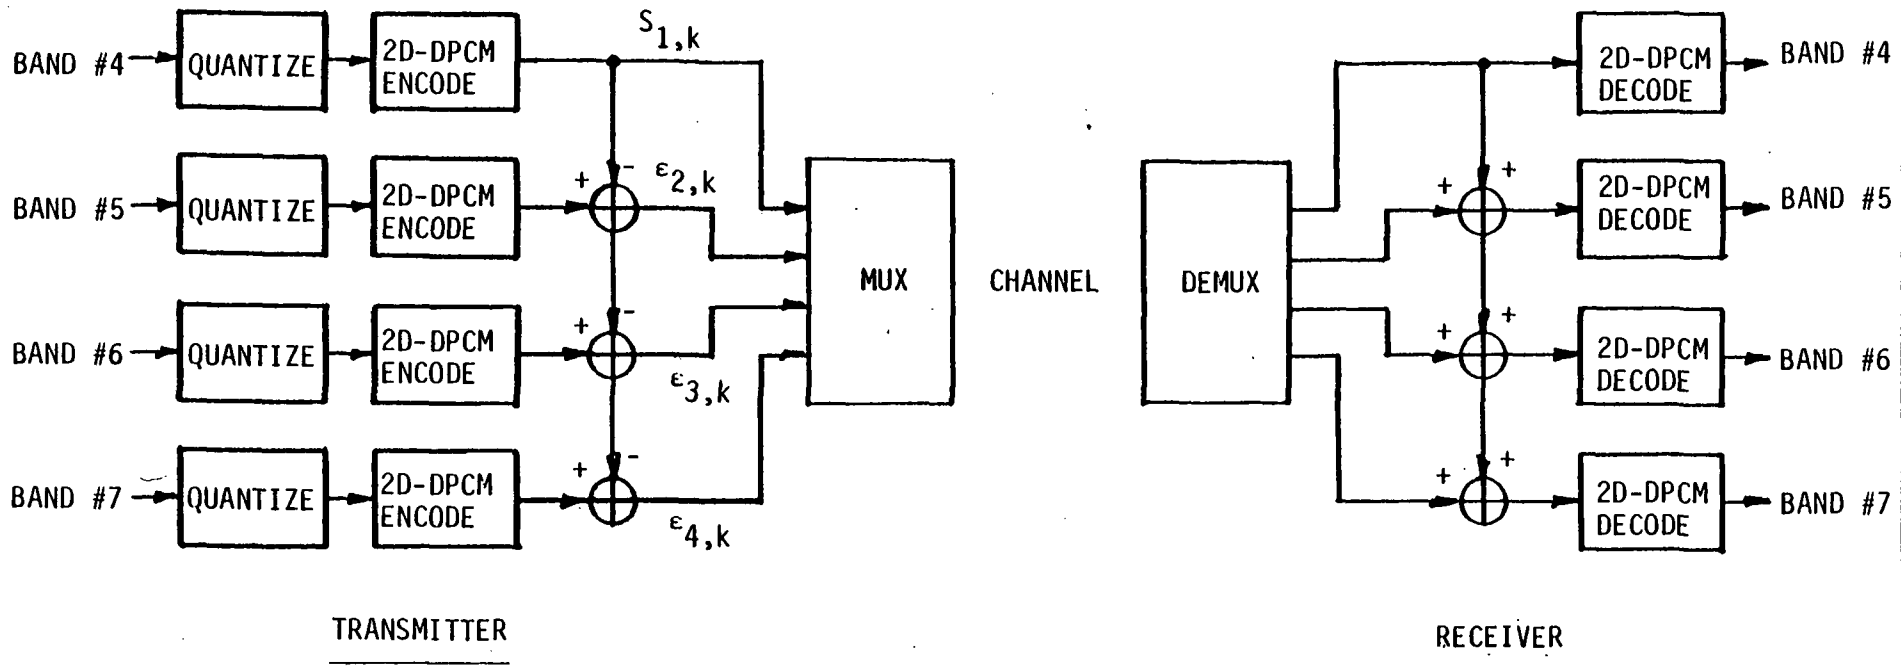 S1,k
BAND #4
QUANTIZE
2D-DPCM
ENCODE
-
+
ε2,k
BAND #5
QUANTIZE
2D-DPCM
ENCODE
-
+
BAND #6
QUANTIZE
2D-DPCM
ENCODE
ε3,k
-
+
BAND #7
QUANTIZE
2D-DPCM
ENCODE
ε4,k
MUX
CHANNEL
DEMUX
2D-DPCM
DECODE
BAND #4
+
+
2D-DPCM
DECODE
BAND #5
+
+
2D-DPCM
DECODE
BAND #6
+
+
2D-DPCM
DECODE
BAND #7
TRANSMITTER
RECEIVER